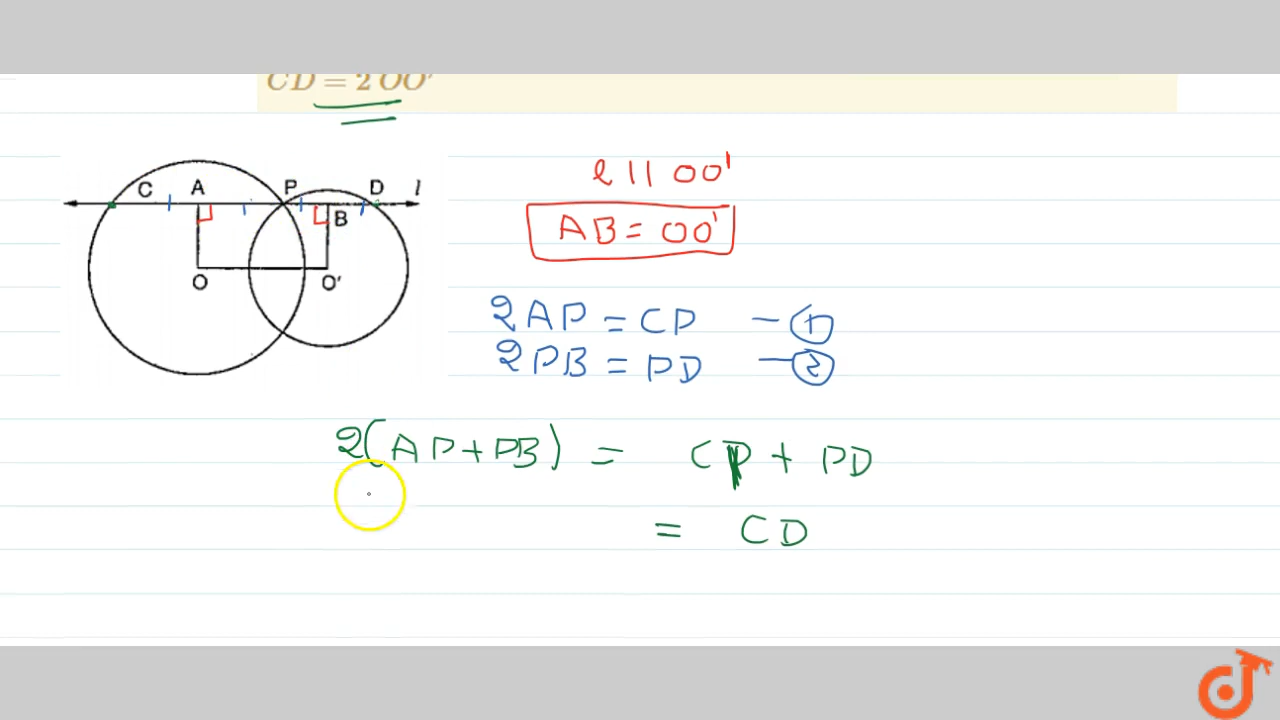 CD = 2 OO'
C A P D l
B
O O'
l || OO'
AB = OO'
2AP = CP — ①
2PB = PD — ②
2(AP + PB) = CP + PD
= CD